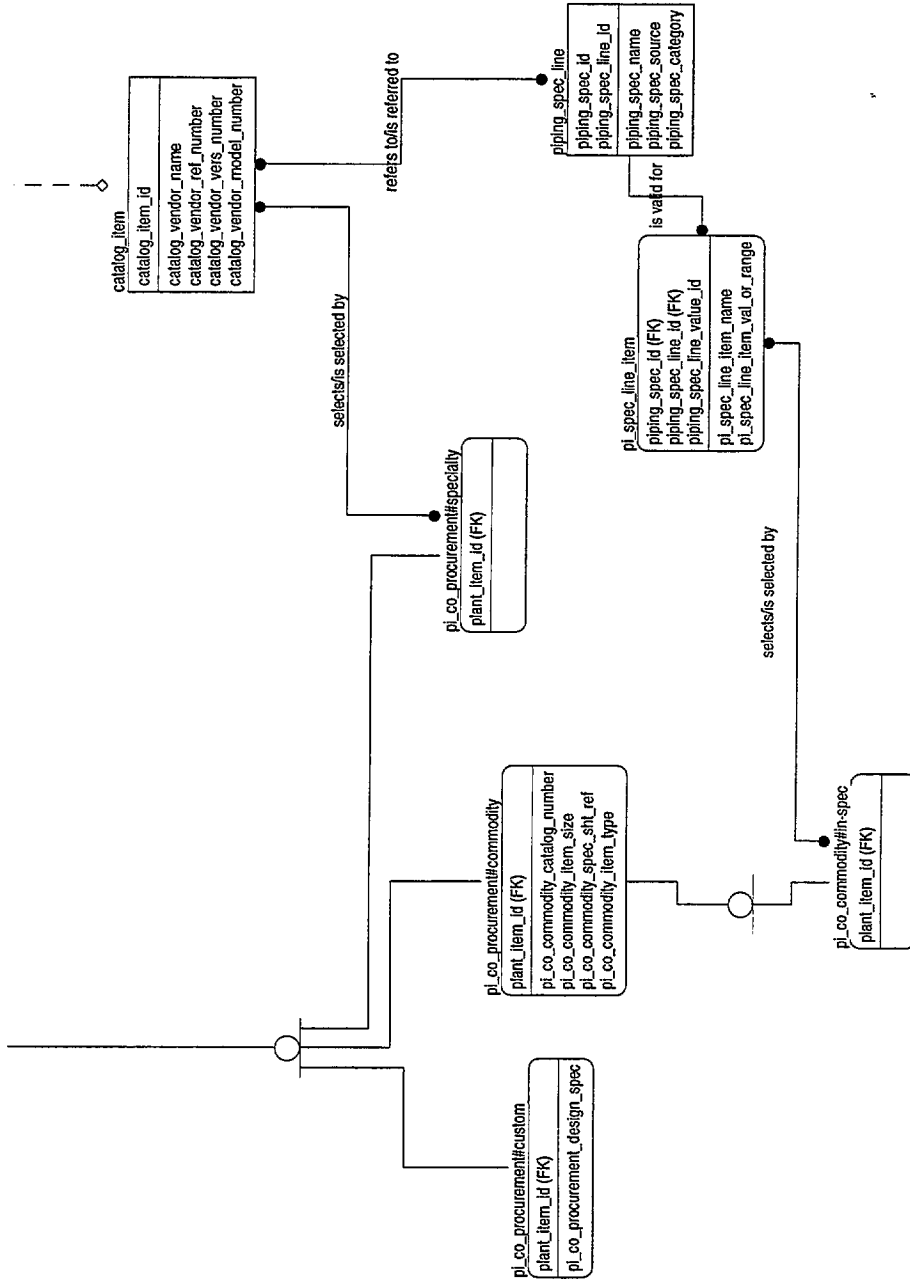 catalog_item
catalog_item_id
catalog_vendor_name
catalog_vendor_ref_number
catalog_vendor_vers_number
catalog_vendor_model_number
refers to/is referred to
piping_spec_line
piping_spec_id
piping_spec_line_id
piping_spec_name
piping_spec_source
piping_spec_category
is valid for
selects/is selected by
pi_spec_line_item
piping_spec_id (FK)
piping_spec_line_id (FK)
piping_spec_line_value_id
pi_spec_line_item_name
pi_spec_line_item_val_or_range
pi_co_procurement#specialty
plant_item_id (FK)
selects/is selected by
pi_co_procurement#commodity
plant_item_id (FK)
pi_co_commodity_catalog_number
pi_co_commodity_item_size
pi_co_commodity_spec_sht_ref
pi_co_commodity_item_type
pi_co_commodity#in-spec
plant_item_id (FK)
pi_co_procurement#custom
plant_item_id (FK)
pi_co_procurement_design_spec